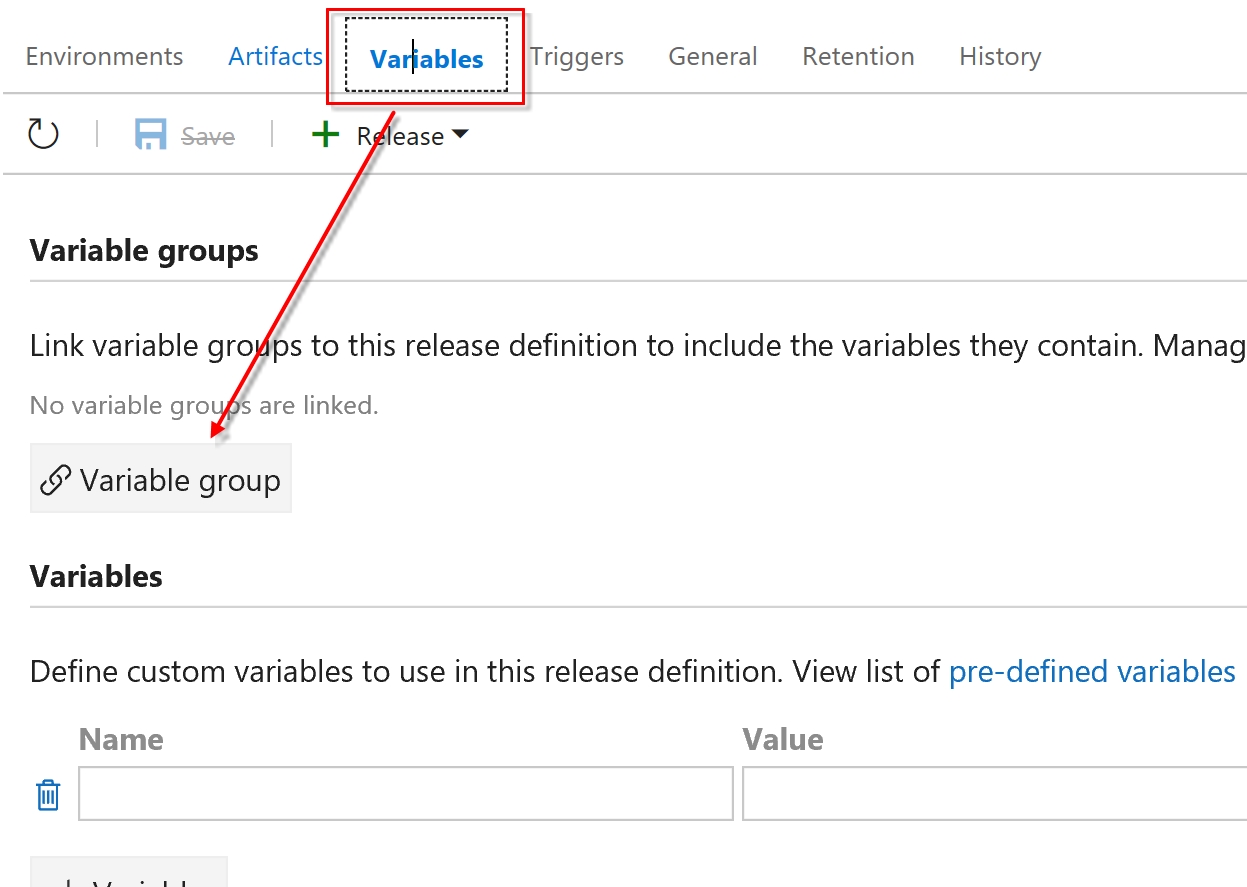 Environments Artifacts Variables Triggers General Retention History
Save Release
Variable groups
Link variable groups to this release definition to include the variables they contain. Manag
No variable groups are linked.
Variable group
Variables
Define custom variables to use in this release definition. View list of pre-defined variables
Name Value